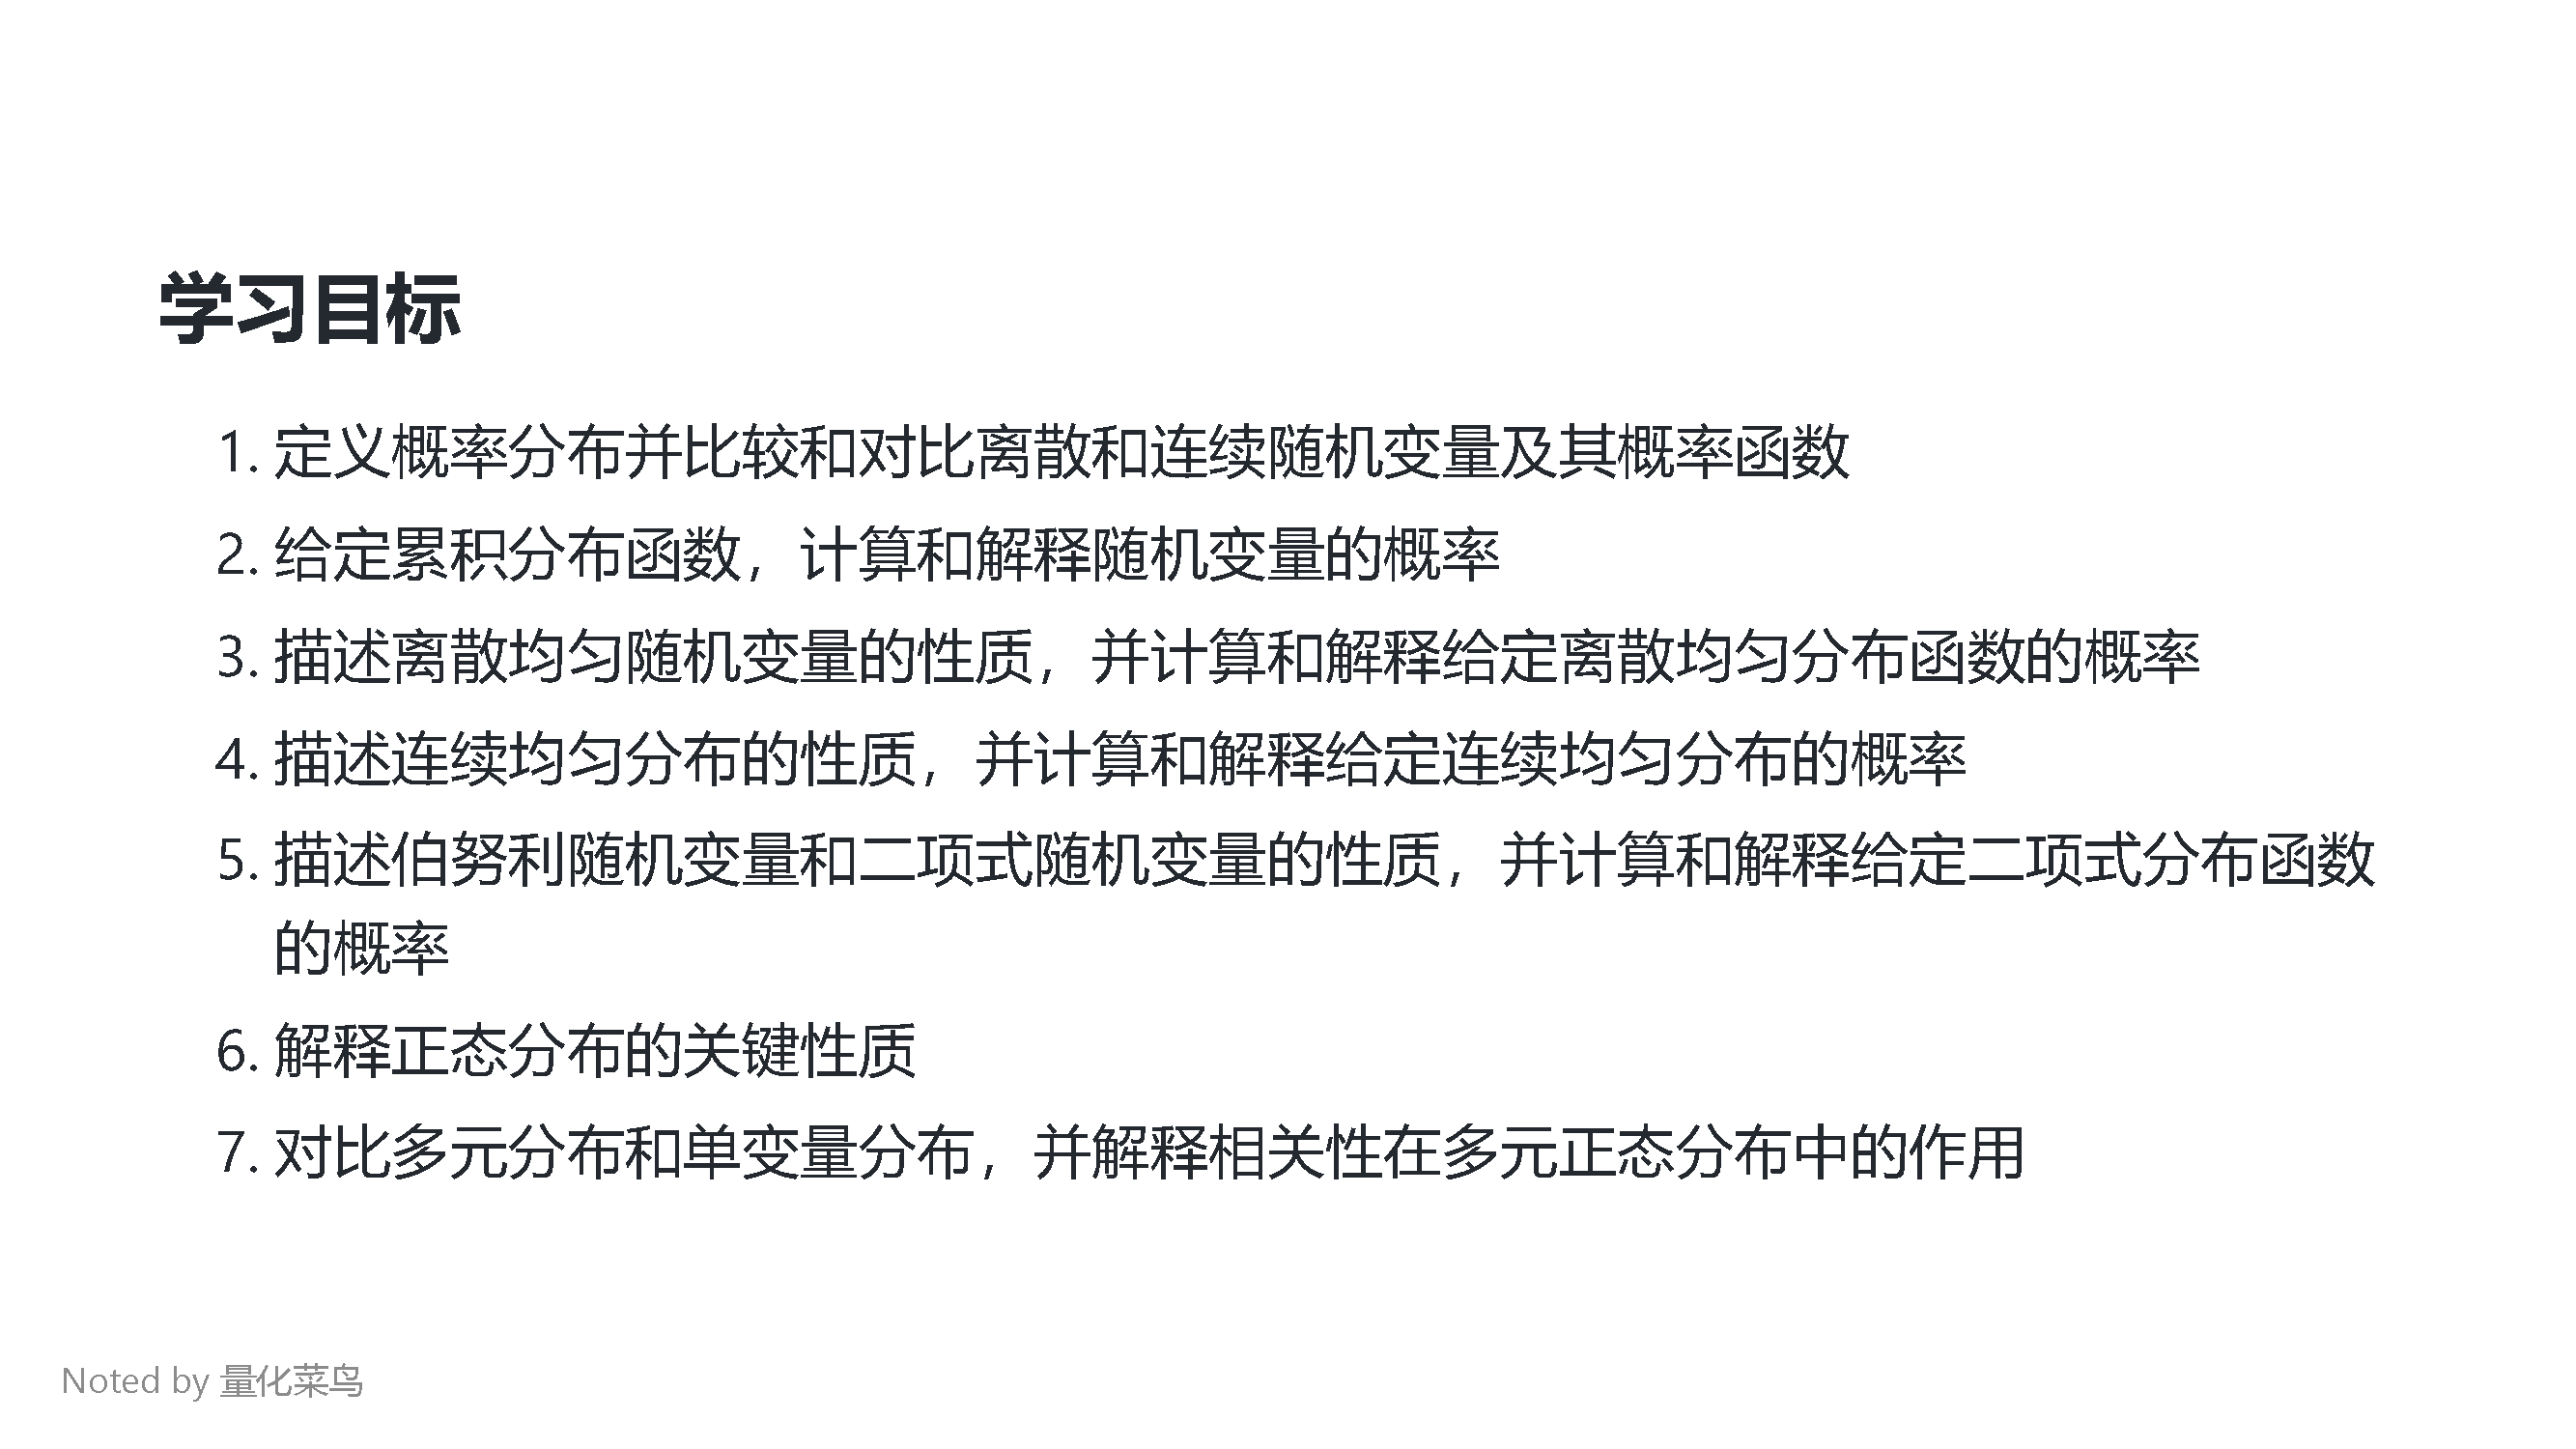 学习目标
1. 定义概率分布并比较和对比离散和连续随机变量及其概率函数
2. 给定累积分布函数，计算和解释随机变量的概率
3. 描述离散均匀随机变量的性质，并计算和解释给定离散均匀分布函数的概率
4. 描述连续均匀分布的性质，并计算和解释给定连续均匀分布的概率
5. 描述伯努利随机变量和二项式随机变量的性质，并计算和解释给定二项式分布函数
的概率
6. 解释正态分布的关键性质
7. 对比多元分布和单变量分布，并解释相关性在多元正态分布中的作用
Noted by 量化菜鸟